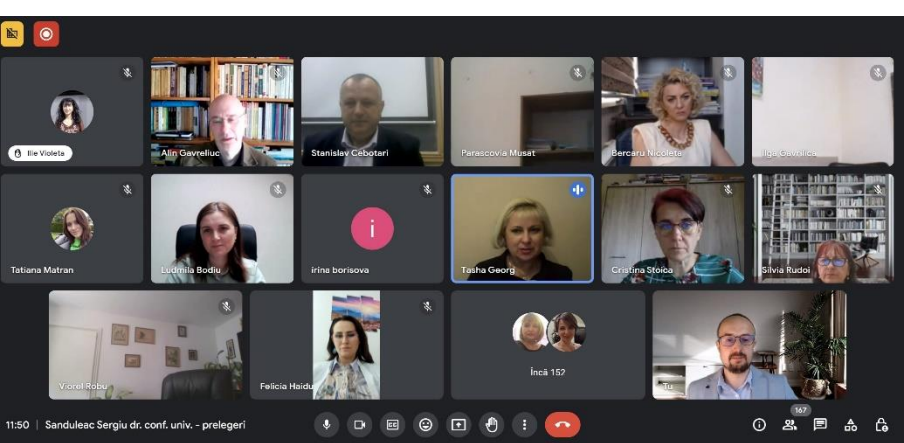 Ilie Violeta
Alin Gavreliuc
Stanislav Cebotari
Parascovia Musat
Bercaru Nicoleta
Ilga Gavrilica
Tatiana Matran
Ludmila Bodiu
i
irina borisova
Tasha Georg
Cristina Stoica
Silvia Rudoi
Viorel Robu
Felicia Haidu
Încă 152
Tu
11:50 | Sanduleac Sergiu dr. conf. univ. - prelegeri
167